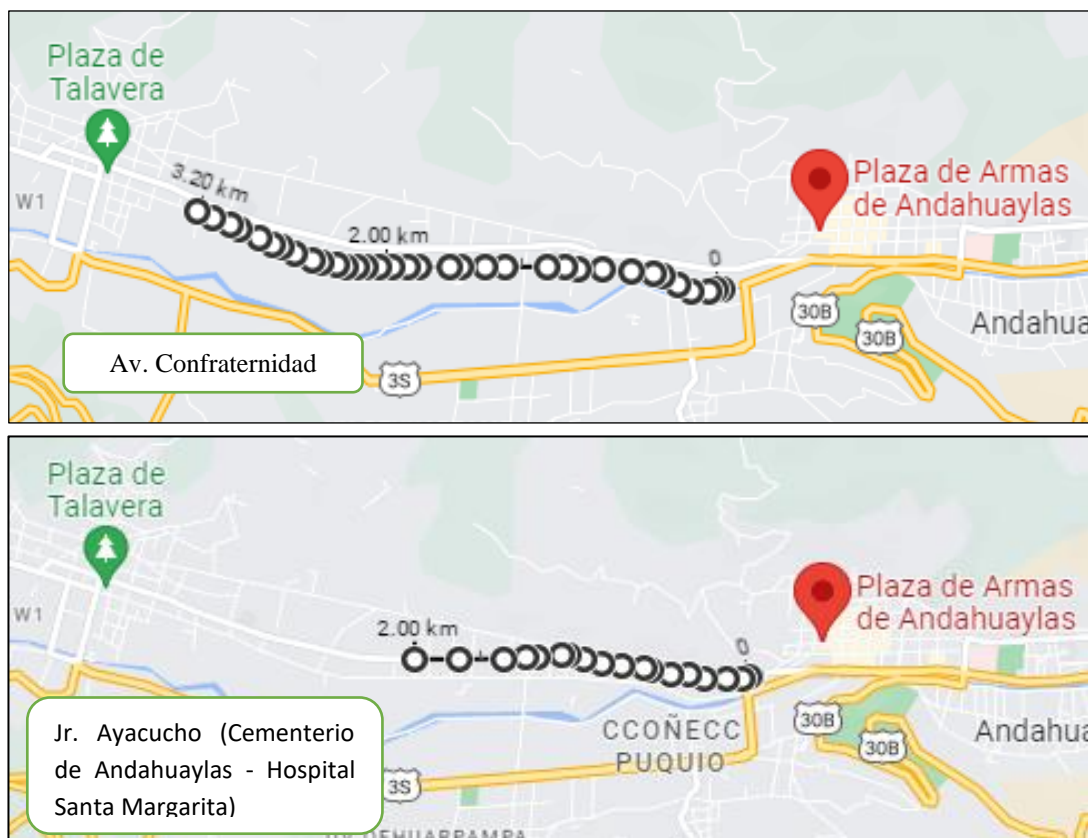 Plaza de
Talavera
3.20 km
W1
2.00 km
0
Plaza de Armas
de Andahuaylas
30B
30B
Andahua
Av. Confraternidad
3S
Plaza de
Talavera
W1
2.00 km
0
Plaza de Armas
de Andahuaylas
CCOÑECC
PUQUIO
30B
30B
Andahua
Jr. Ayacucho (Cementerio
de Andahuaylas - Hospital
Santa Margarita)
3S